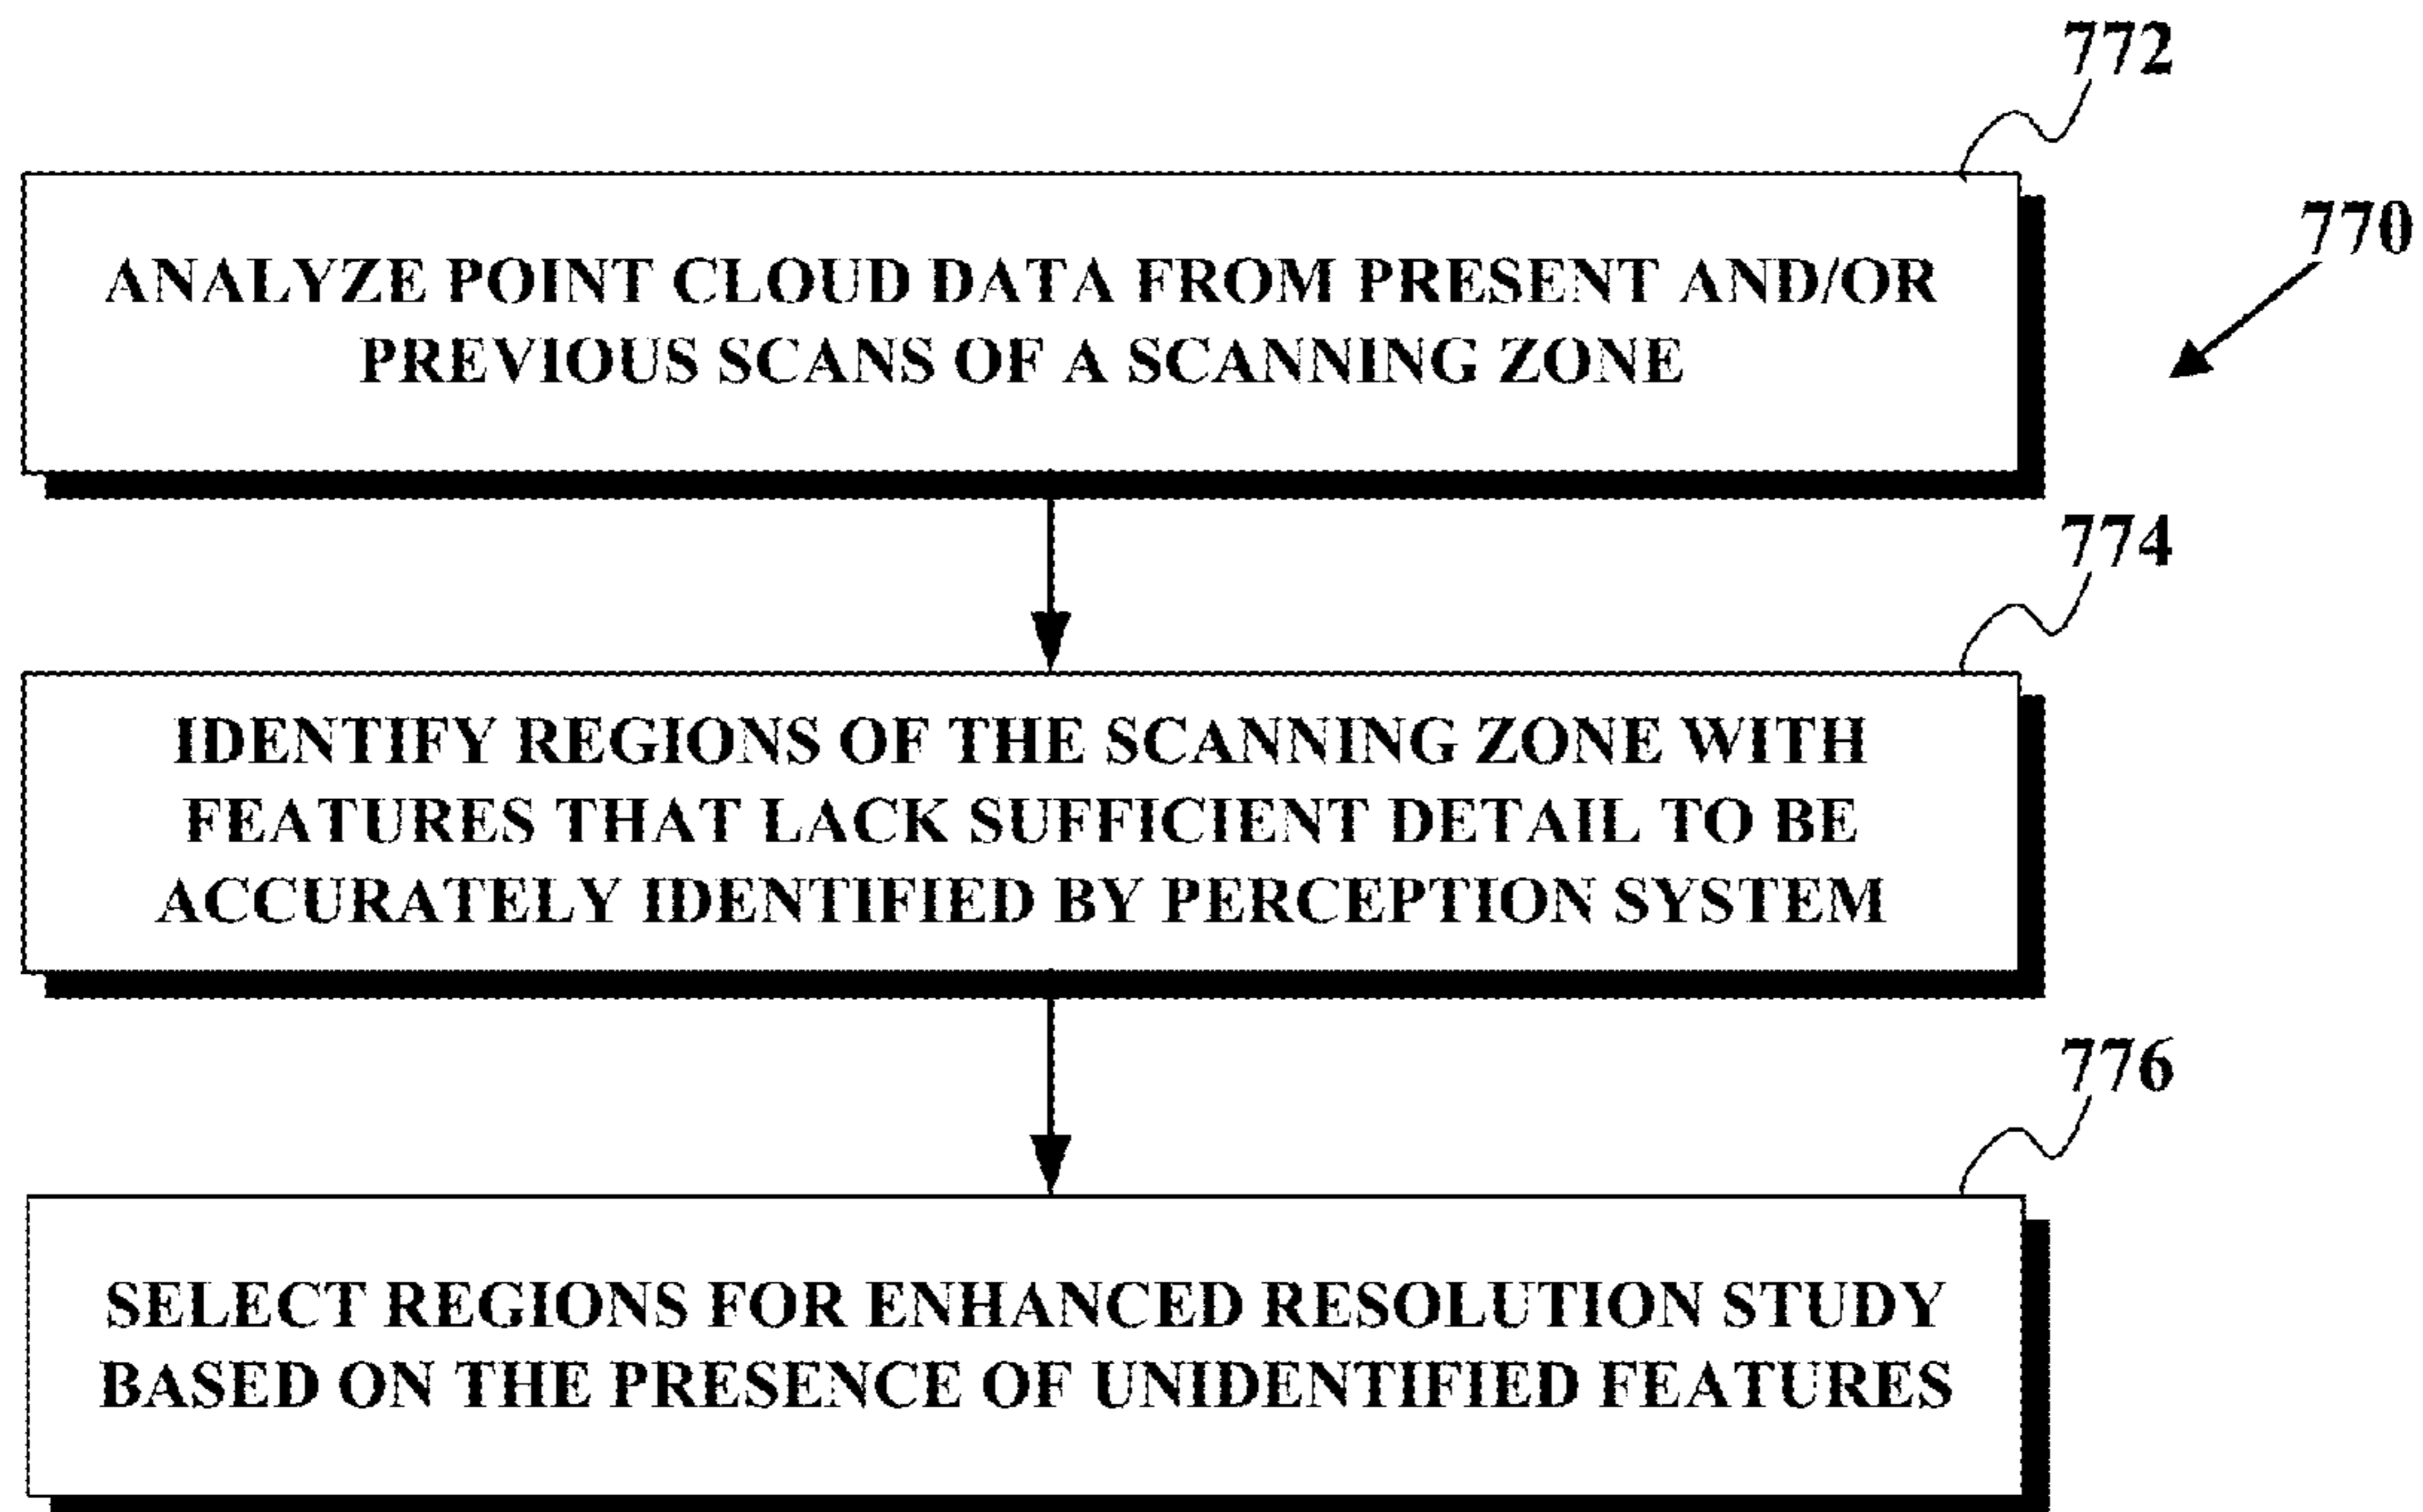 772
770
ANALYZE POINT CLOUD DATA FROM PRESENT AND/OR
PREVIOUS SCANS OF A SCANNING ZONE
774
IDENTIFY REGIONS OF THE SCANNING ZONE WITH
FEATURES THAT LACK SUFFICIENT DETAIL TO BE
ACCURATELY IDENTIFIED BY PERCEPTION SYSTEM
776
SELECT REGIONS FOR ENHANCED RESOLUTION STUDY
BASED ON THE PRESENCE OF UNIDENTIFIED FEATURES